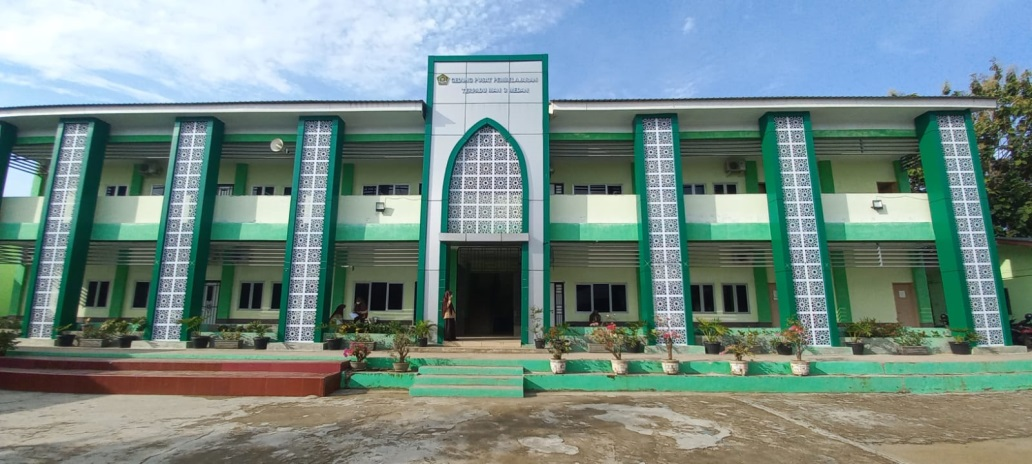 GEDUNG PUSAT PEMBELAJARAN
TERPADU MAN 3 MEDAN